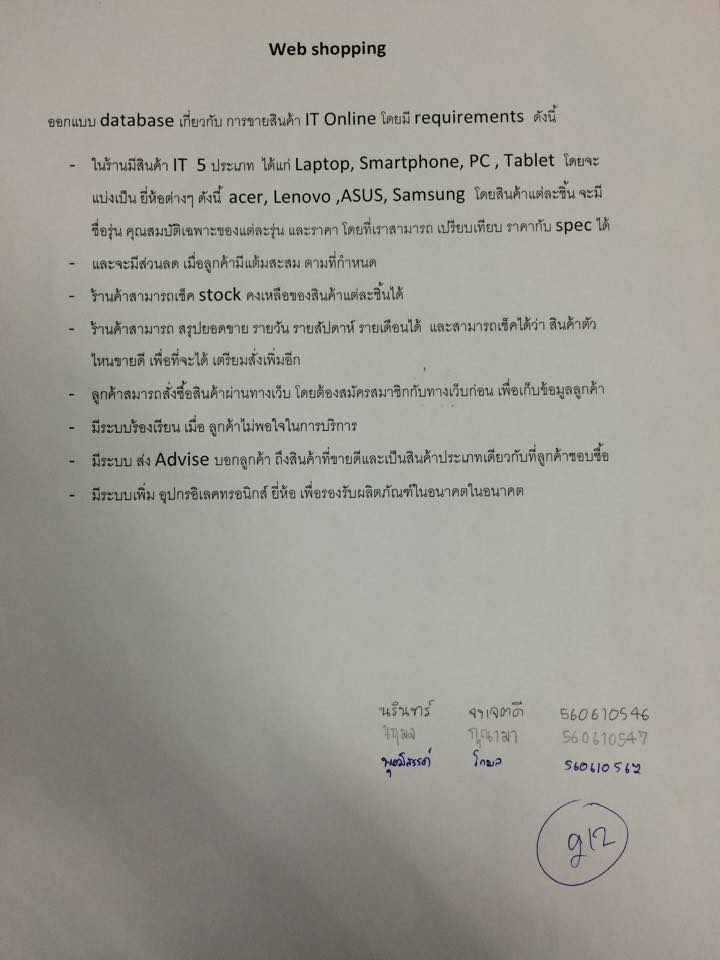 Web shopping
ออกแบบ database เกี่ยวกับ การขายสินค้า IT Online โดยมี requirements ดังนี้
- ในร้านมีสินค้า IT 5 ประเภท ได้แก่ Laptop, Smartphone, PC , Tablet โดยจะ
แบ่งเป็น ยี่ห้อต่างๆ ดังนี้ acer, Lenovo ,ASUS, Samsung โดยสินค้าแต่ละชิ้น จะมี
ชื่อรุ่น คุณสมบัติเฉพาะของแต่ละรุ่น และราคา โดยที่เราสามารถ เปรียบเทียบ ราคากับ spec ได้
- และจะมีส่วนลด เมื่อลูกค้ามีแต้มสะสม ตามที่กำหนด
- ร้านค้าสามารถเช็ค stock คงเหลือของสินค้าแต่ละชิ้นได้
- ร้านค้าสามารถ สรุปยอดขาย รายวัน รายสัปดาห์ รายเดือนได้ และสามารถเช็คได้ว่า สินค้าตัว
ไหนขายดี เพื่อที่จะได้ เตรียมสั่งเพิ่มอีก
- ลูกค้าสมารถสั่งซื้อสินค้าผ่านทางเว็บ โดยต้องสมัครสมาชิกกับทางเว็บก่อน เพื่อเก็บข้อมูลลูกค้า
- มีระบบร้องเรียน เมื่อ ลูกค้าไม่พอใจในการบริการ
- มีระบบ ส่ง Advise บอกลูกค้า ถึงสินค้าที่ขายดีและเป็นสินค้าประเภทเดียวกับที่ลูกค้าชอบซื้อ
- มีระบบเพิ่ม อุปกรอิเลคทรอนิกส์ ยี่ห้อ เพื่อรองรับผลิตภัณฑ์ในอนาคตในอนาคต
นรินทร์ 560610546
นฤมล กุณามา 560610547
โกมล 560610567
g12